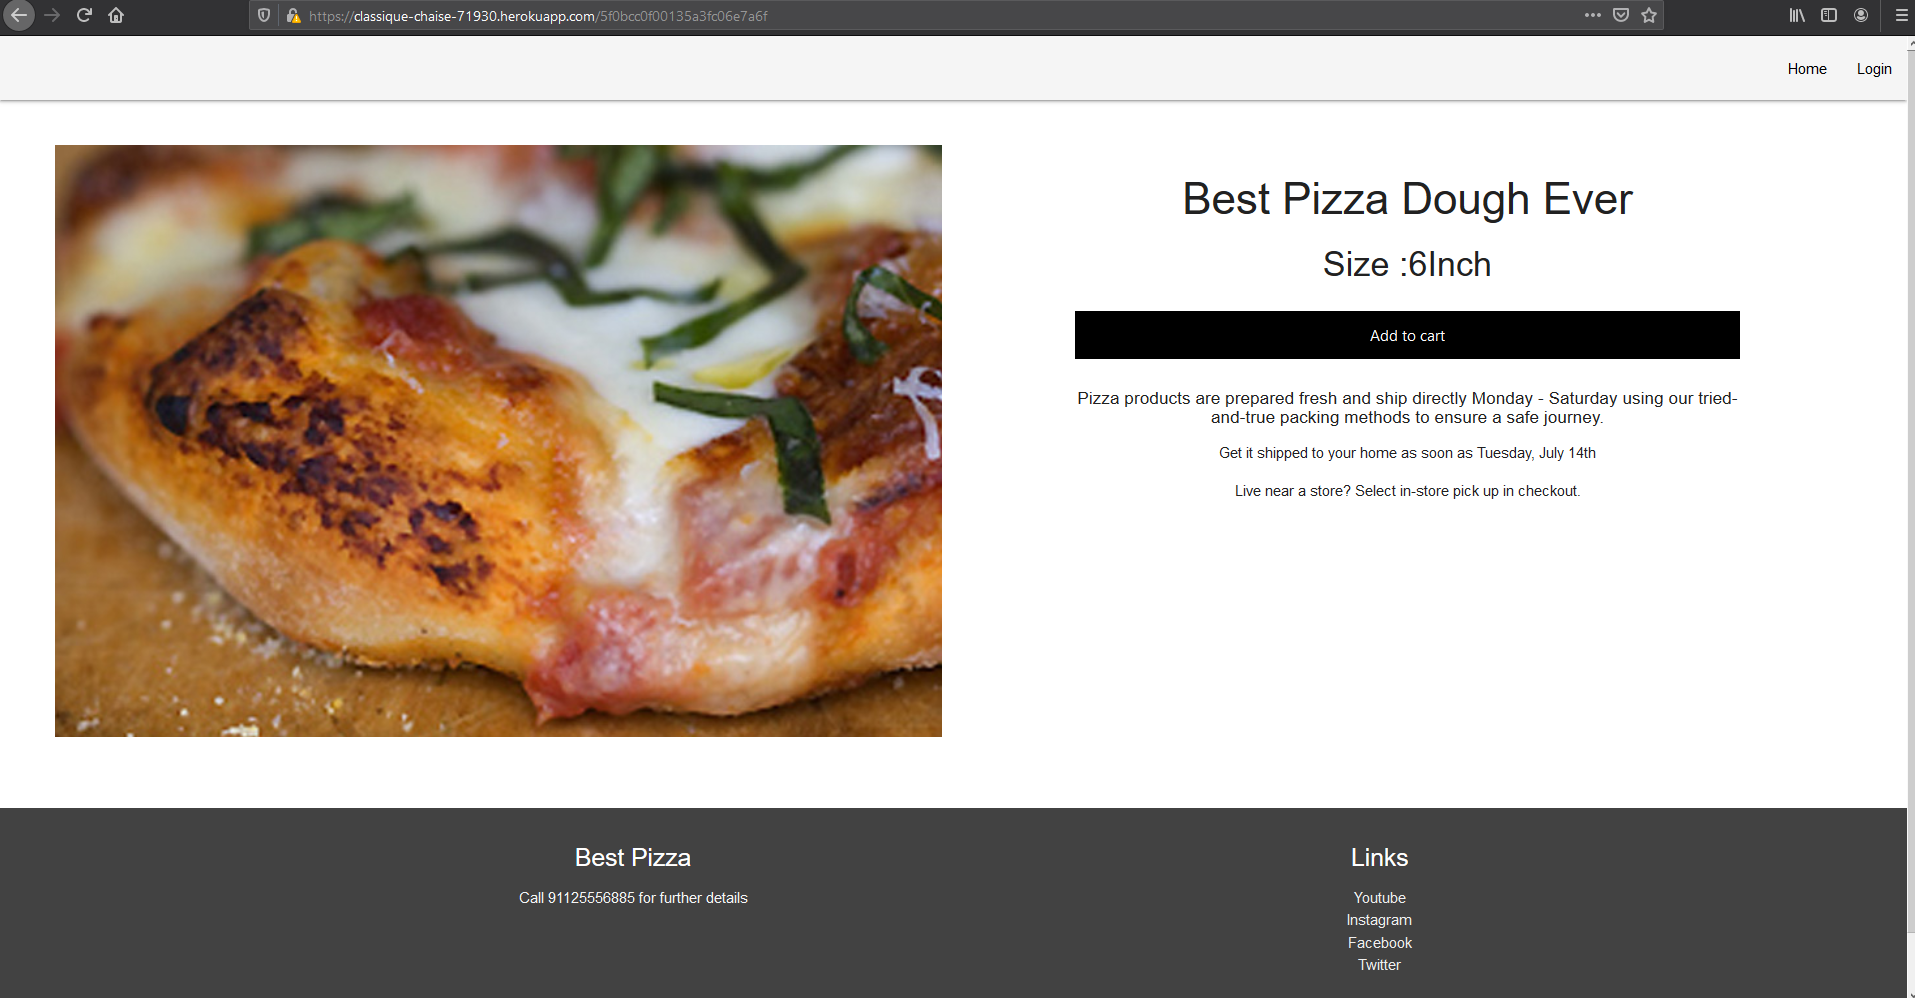 https://classique-chaise-71930.herokuapp.com/5f0bcc0f00135a3fc06e7a6f
Home Login
Best Pizza Dough Ever
Size :6Inch
Add to cart
Pizza products are prepared fresh and ship directly Monday - Saturday using our tried-
and-true packing methods to ensure a safe journey.
Get it shipped to your home as soon as Tuesday, July 14th
Live near a store? Select in-store pick up in checkout.
Best Pizza
Call 91125556885 for further details
Links
Youtube
Instagram
Facebook
Twitter